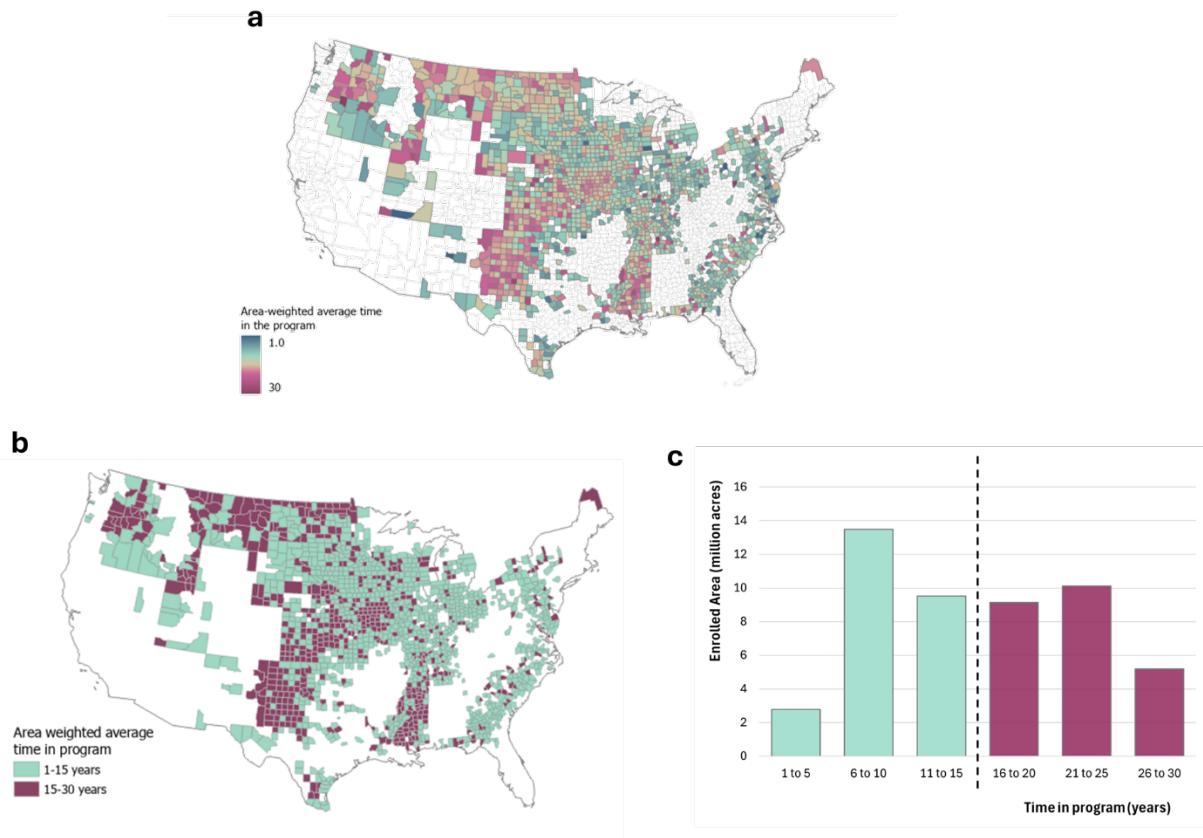 a
Area-weighted average time
in the program
1.0
30
b
Area weighted average
time in program
1-15 years
15-30 years
c
Enrolled Area (million acres)
16
14
12
10
8
6
4
2
0
1 to 5
6 to 10
11 to 15
16 to 20
21 to 25
26 to 30
Time in program (years)